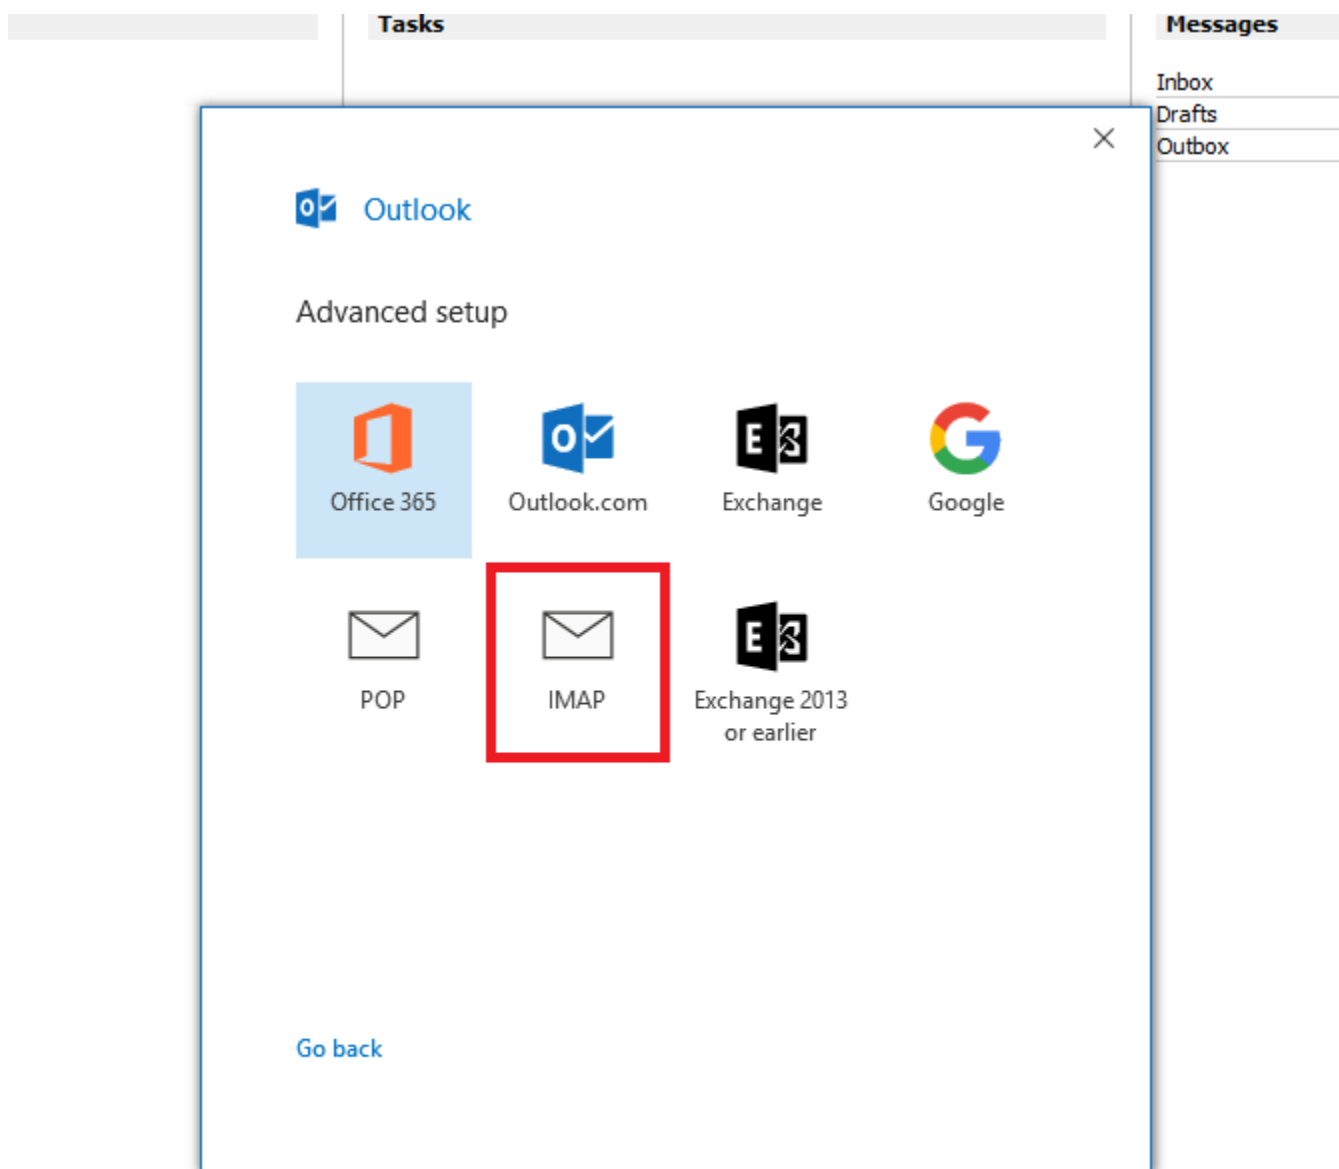 Tasks
Messages
Inbox
Drafts
Outbox
Outlook
Advanced setup
Office 365
Outlook.com
Exchange
Google
POP
IMAP
Exchange 2013
or earlier
Go back